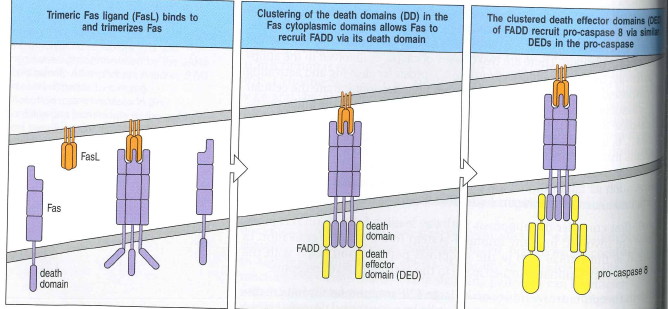 Trimeric Fas ligand (FasL) binds to
and trimerizes Fas
FasL
Fas
death
domain
Clustering of the death domains (DD) in the
Fas cytoplasmic domains allows Fas to
recruit FADD via its death domain
FADD
death
domain
death
effector
domain (DED)
The clustered death effector domains
of FADD recruit pro-caspase 8 via
DEDs in the pro-caspase
pro-caspase 8